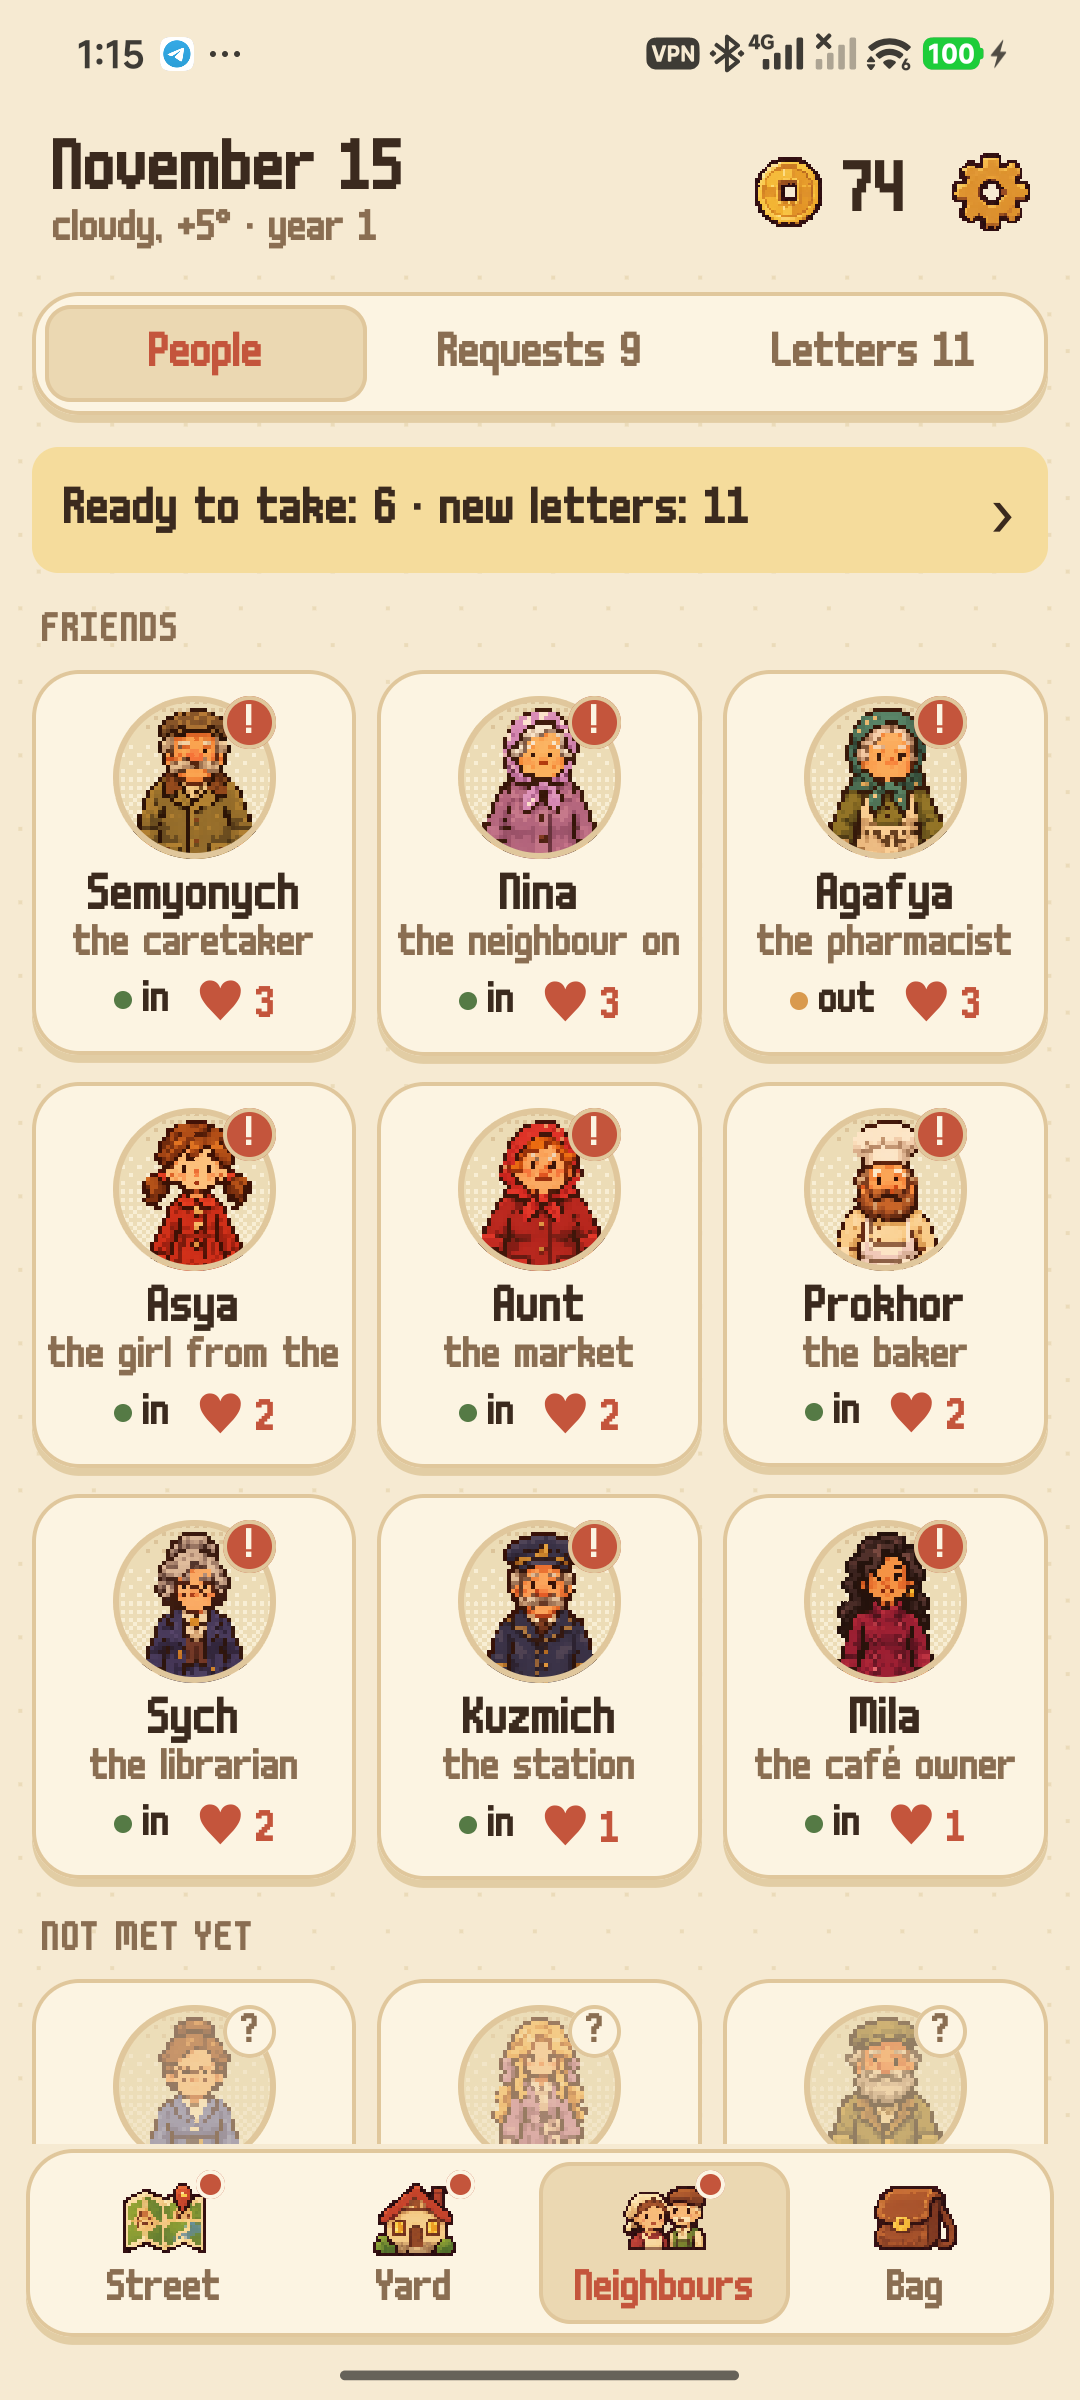 1:15 ... VPN 4G 6 100
November 15
74
cloudy, +5° · year 1
People Requests 9 Letters 11
Ready to take: 6 · new letters: 11 ›
FRIENDS
! ! !
Semyonych Nina Agafya
the caretaker the neighbour on the pharmacist
in 3 in 3 out 3
! ! !
Asya Aunt Prokhor
the girl from the the market the baker
in 2 in 2 in 2
! ! !
Sych Kuzmich Mila
the librarian the station the café owner
in 2 in 1 in 1
NOT MET YET
? ? ?
Street Yard Neighbours Bag